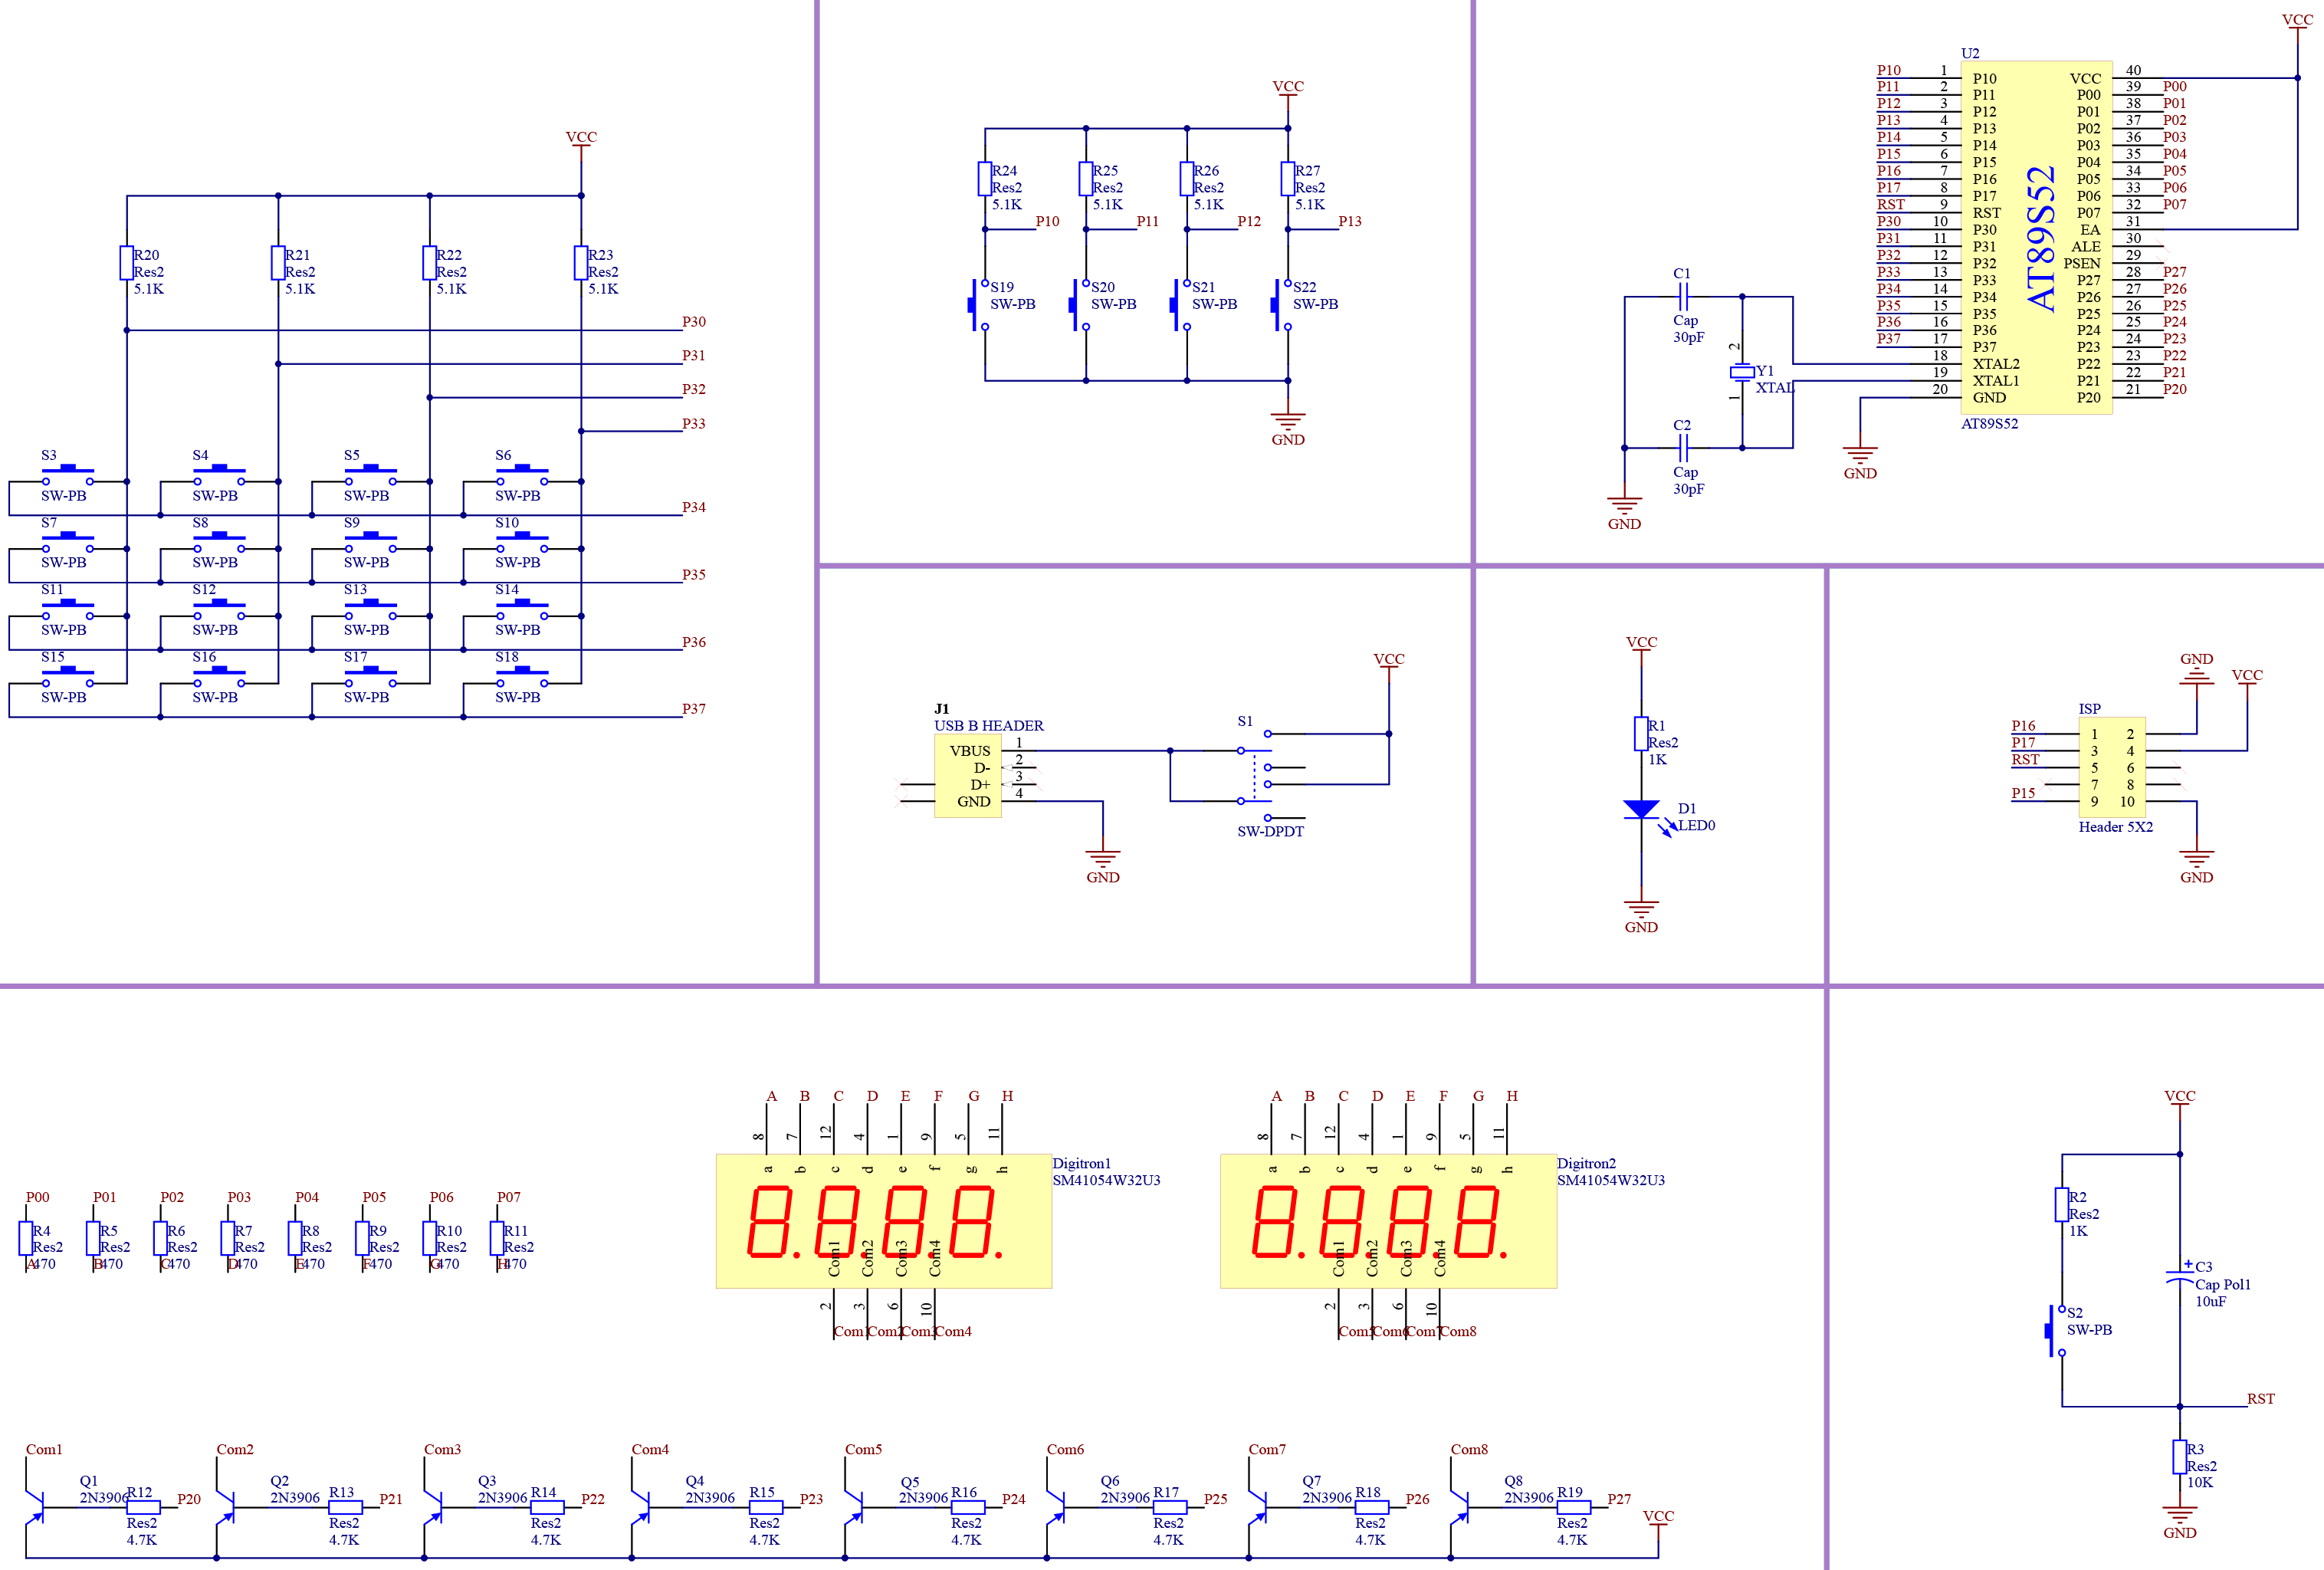 VCC
R20
Res2
5.1K
R21
Res2
5.1K
R22
Res2
5.1K
R23
Res2
5.1K
P30
P31
P32
P33
S3
SW-PB
S4
SW-PB
S5
SW-PB
S6
SW-PB
P34
S7
SW-PB
S8
SW-PB
S9
SW-PB
S10
SW-PB
P35
S11
SW-PB
S12
SW-PB
S13
SW-PB
S14
SW-PB
P36
S15
SW-PB
S16
SW-PB
S17
SW-PB
S18
SW-PB
P37
VCC
R24
Res2
5.1K
R25
Res2
5.1K
R26
Res2
5.1K
R27
Res2
5.1K
P10
P11
P12
P13
S19
SW-PB
S20
SW-PB
S21
SW-PB
S22
SW-PB
GND
VCC
U2
P10 1 P10 VCC 40
P11 2 P11 P00 39 P00
P12 3 P12 P01 38 P01
P13 4 P13 P02 37 P02
P14 5 P14 P03 36 P03
P15 6 P15 P04 35 P04
P16 7 P16 P05 34 P05
P17 8 P17 P06 33 P06
RST 9 RST P07 32 P07
P30 10 P30 EA 31
P31 11 P31 ALE 30
P32 12 P32 PSEN 29
P33 13 P33 P27 28 P27
P34 14 P34 P26 27 P26
P35 15 P35 P25 26 P25
P36 16 P36 P24 25 P24
P37 17 P37 P23 24 P23
18 XTAL2 P22 23 P22
19 XTAL1 P21 22 P21
20 GND P20 21 P20
AT89S52
AT89S52
C1
Cap
30pF
2
Y1
XTAL
1
C2
Cap
30pF
GND
GND
J1
USB B HEADER
VBUS 1
D- 2
D+ 3
GND 4
GND
S1
SW-DPDT
VCC
VCC
R1
Res2
1K
D1
LED0
GND
GND
VCC
ISP
P16 1 2
P17 3 4
RST 5 6
7 8
P15 9 10
Header 5X2
GND
P00
R4
Res2
470
A
P01
R5
Res2
470
B
P02
R6
Res2
470
C
P03
R7
Res2
470
D
P04
R8
Res2
470
E
P05
R9
Res2
470
F
P06
R10
Res2
470
G
P07
R11
Res2
470
H
A B C D E F G H
8 7 12 4 1 9 5 11
a b c d e f g h
Digitron1
SM41054W32U3
8.8.8.8.
Com1 Com2 Com3 Com4
2 3 6 10
Com1 Com2 Com3 Com4
A B C D E F G H
8 7 12 4 1 9 5 11
a b c d e f g h
Digitron2
SM41054W32U3
8.8.8.8.
Com1 Com2 Com3 Com4
2 3 6 10
Com5 Com6 Com7 Com8
Com1
Q1
2N3906
R12
Res2
4.7K
P20
Com2
Q2
2N3906
R13
Res2
4.7K
P21
Com3
Q3
2N3906
R14
Res2
4.7K
P22
Com4
Q4
2N3906
R15
Res2
4.7K
P23
Com5
Q5
2N3906
R16
Res2
4.7K
P24
Com6
Q6
2N3906
R17
Res2
4.7K
P25
Com7
Q7
2N3906
R18
Res2
4.7K
P26
Com8
Q8
2N3906
R19
Res2
4.7K
P27
VCC
VCC
R2
Res2
1K
+
C3
Cap Pol1
10uF
S2
SW-PB
RST
R3
Res2
10K
GND